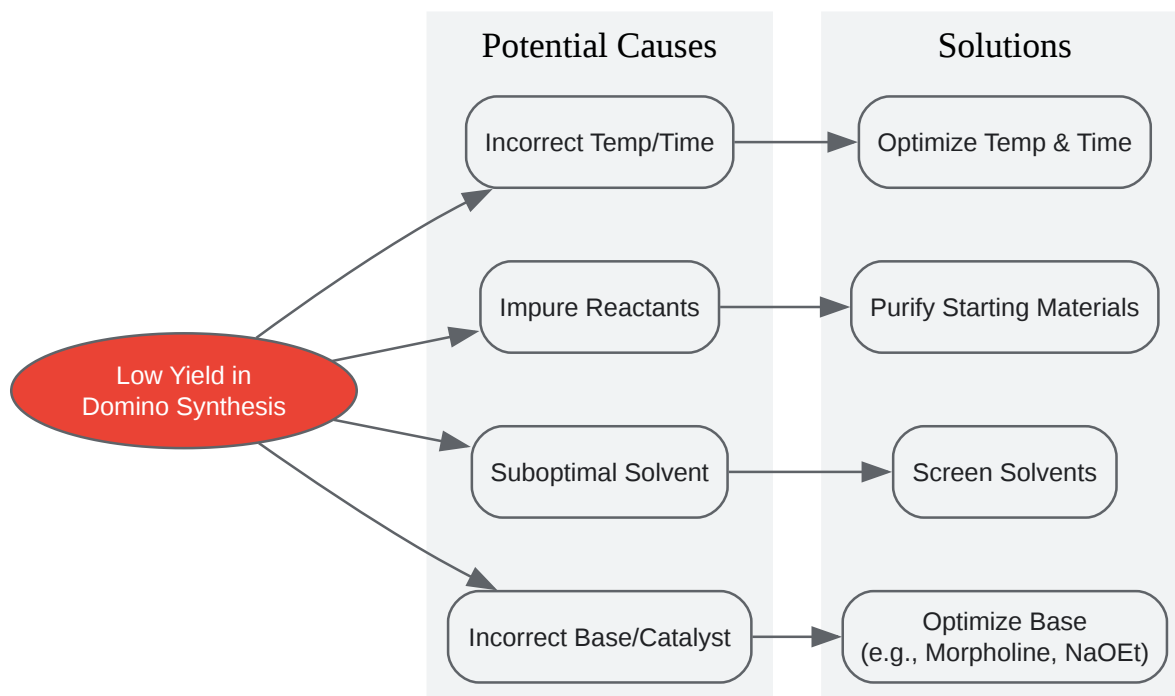 Potential Causes
Solutions
Incorrect Temp/Time
Optimize Temp & Time
Impure Reactants
Purify Starting Materials
Low Yield in
Domino Synthesis
Suboptimal Solvent
Screen Solvents
Incorrect Base/Catalyst
Optimize Base
(e.g., Morpholine, NaOEt)